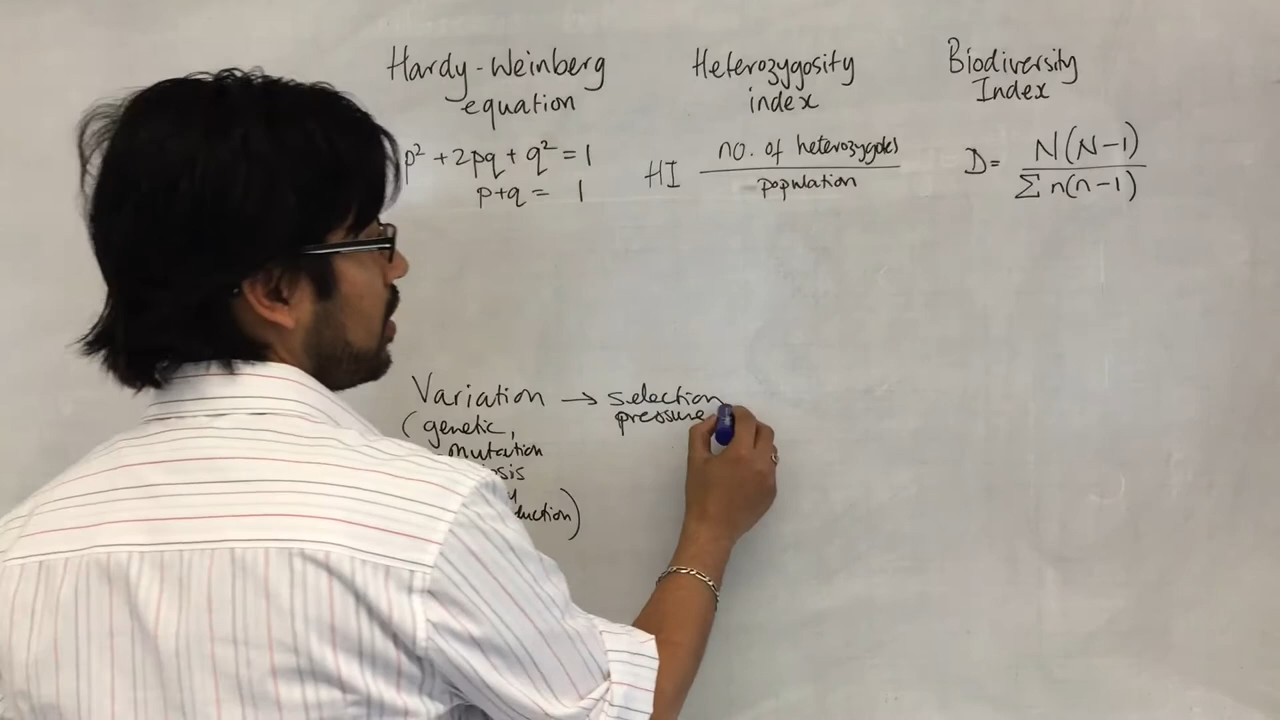 Hardy-Weinberg
equation
p² + 2pq + q² = 1
p+q = 1
Heterozygosity
index
HI no. of heterozygotes
population
Biodiversity
Index
D= N(N-1)
Σ n(n-1)
Variation → selection
pressure
(genetic,
mutation